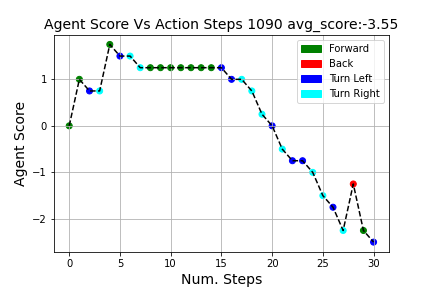 Agent Score Vs Action Steps 1090 avg_score:-3.55
Agent Score
1
0
−1
−2
Forward
Back
Turn Left
Turn Right
0 5 10 15 20 25 30
Num. Steps